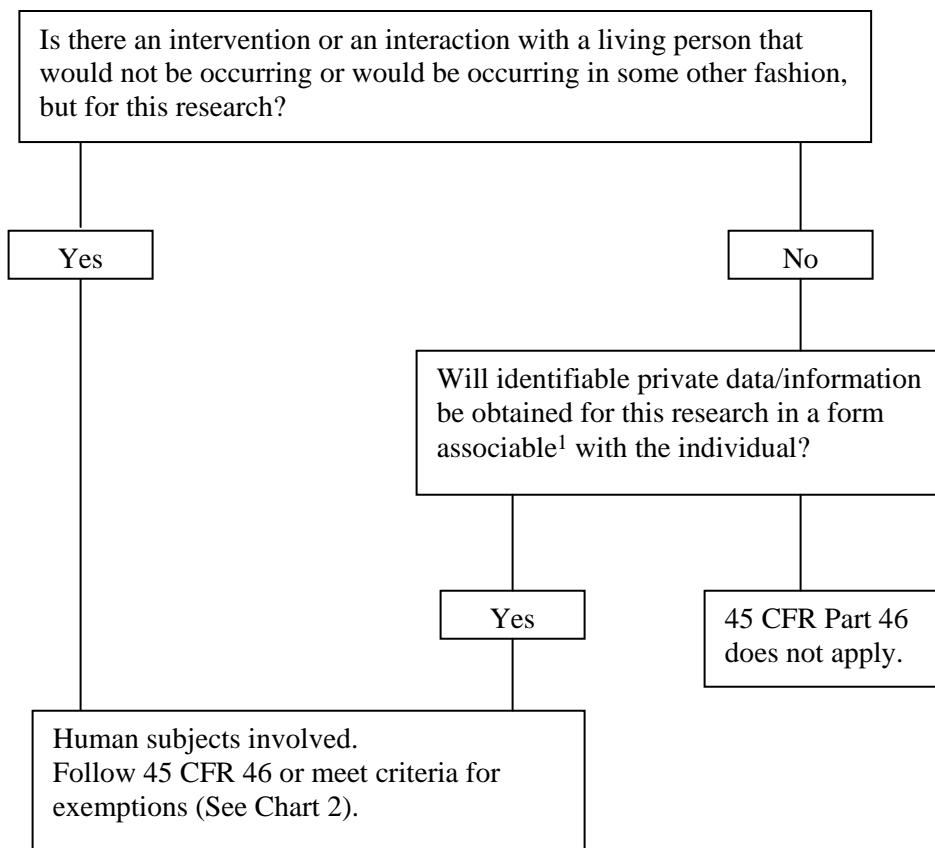 Is there an intervention or an interaction with a living person that
would not be occurring or would be occurring in some other fashion,
but for this research?
Yes
No
Will identifiable private data/information
be obtained for this research in a form
associable¹ with the individual?
Yes
45 CFR Part 46
does not apply.
Human subjects involved.
Follow 45 CFR 46 or meet criteria for
exemptions (See Chart 2).